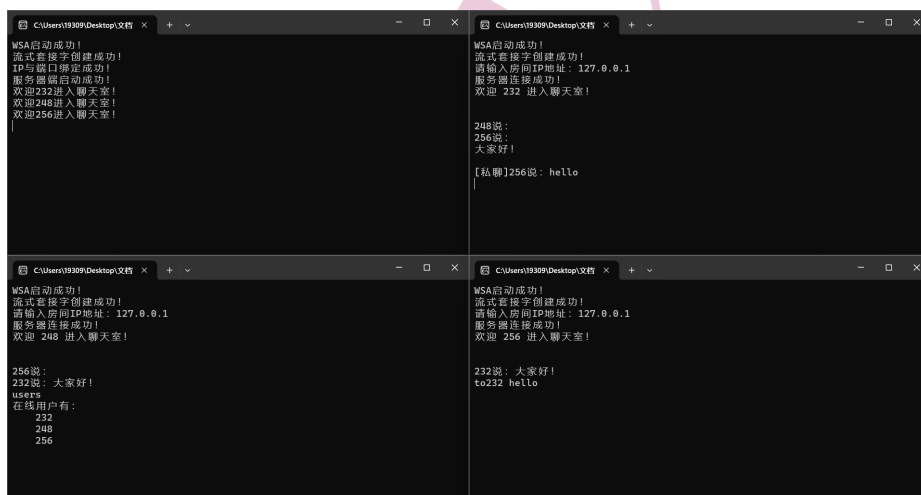 C:\Users\19309\Desktop\文档
WSA启动成功!
流式套接字创建成功!
IP与端口绑定成功!
服务器端启动成功!
欢迎232进入聊天室!
欢迎248进入聊天室!
欢迎256进入聊天室!
C:\Users\19309\Desktop\文档
WSA启动成功!
流式套接字创建成功!
请输入房间IP地址: 127.0.0.1
服务器连接成功!
欢迎 232 进入聊天室!
248说:
256说:
大家好!
[私聊]256说: hello
C:\Users\19309\Desktop\文档
WSA启动成功!
流式套接字创建成功!
请输入房间IP地址: 127.0.0.1
服务器连接成功!
欢迎 248 进入聊天室!
256说:
232说: 大家好!
users
在线用户有:
232
248
256
C:\Users\19309\Desktop\文档
WSA启动成功!
流式套接字创建成功!
请输入房间IP地址: 127.0.0.1
服务器连接成功!
欢迎 256 进入聊天室!
232说: 大家好!
to232 hello